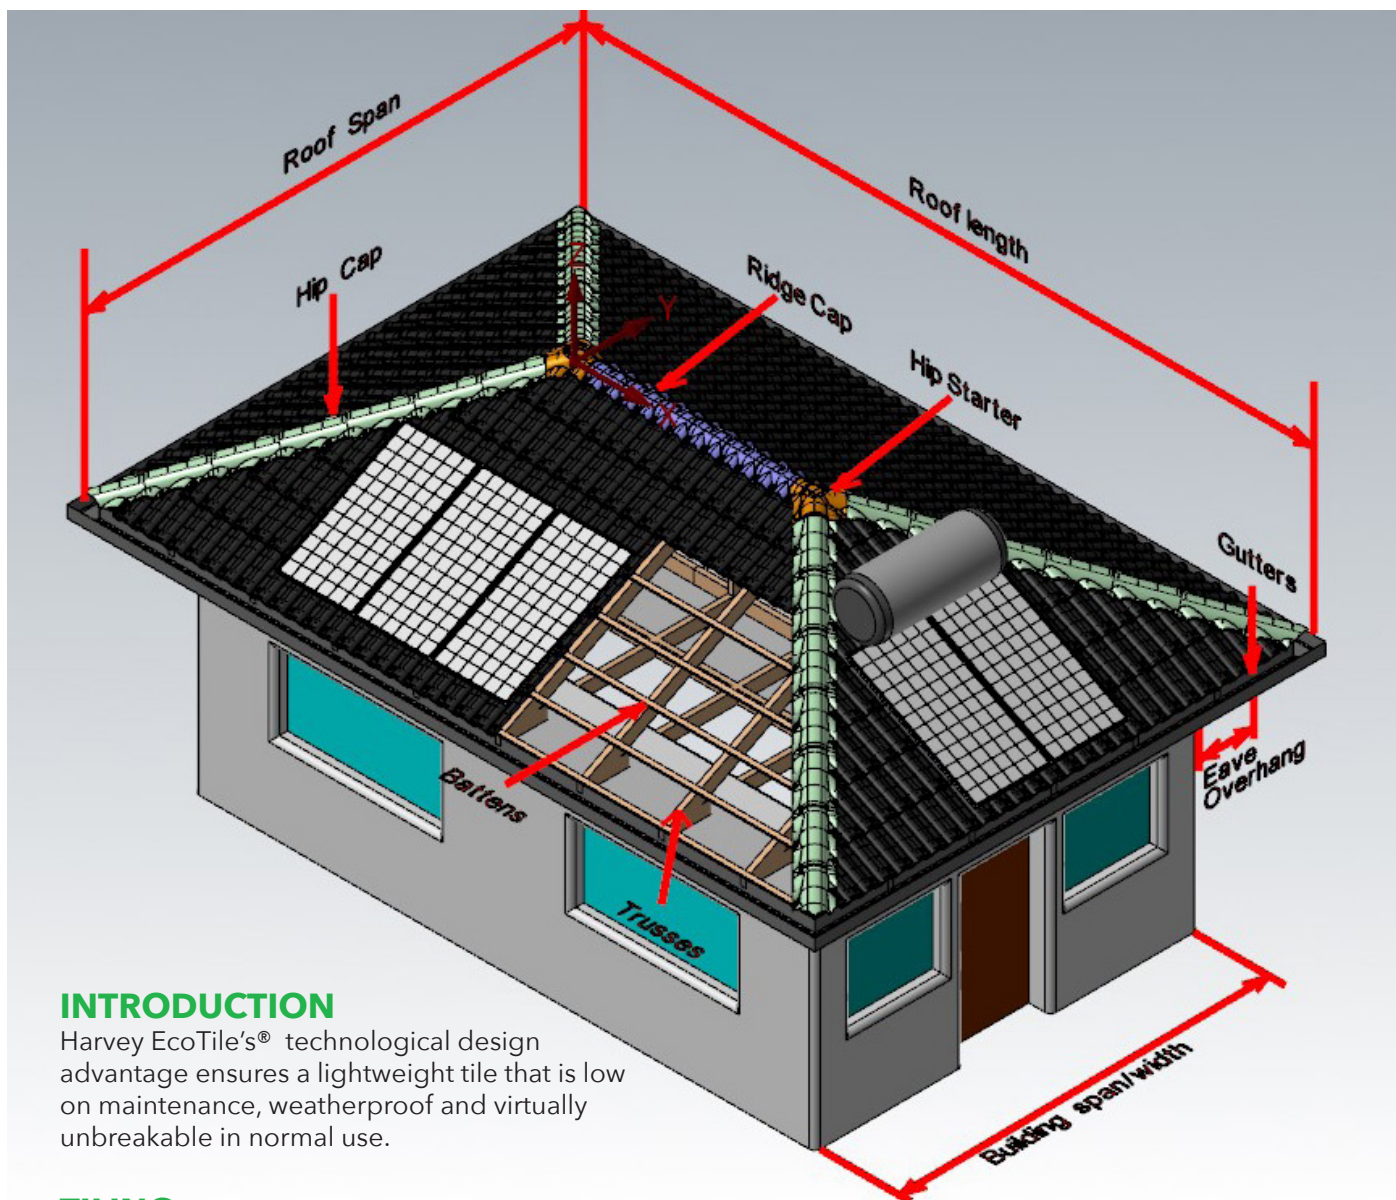 Roof Span
Roof length
Hip Cap
Z
Y
X
Ridge Cap
Hip Starter
Gutters
Eave
Overhang
Battens
Trusses
Building span/width
INTRODUCTION
Harvey EcoTile's® technological design
advantage ensures a lightweight tile that is low
on maintenance, weatherproof and virtually
unbreakable in normal use.